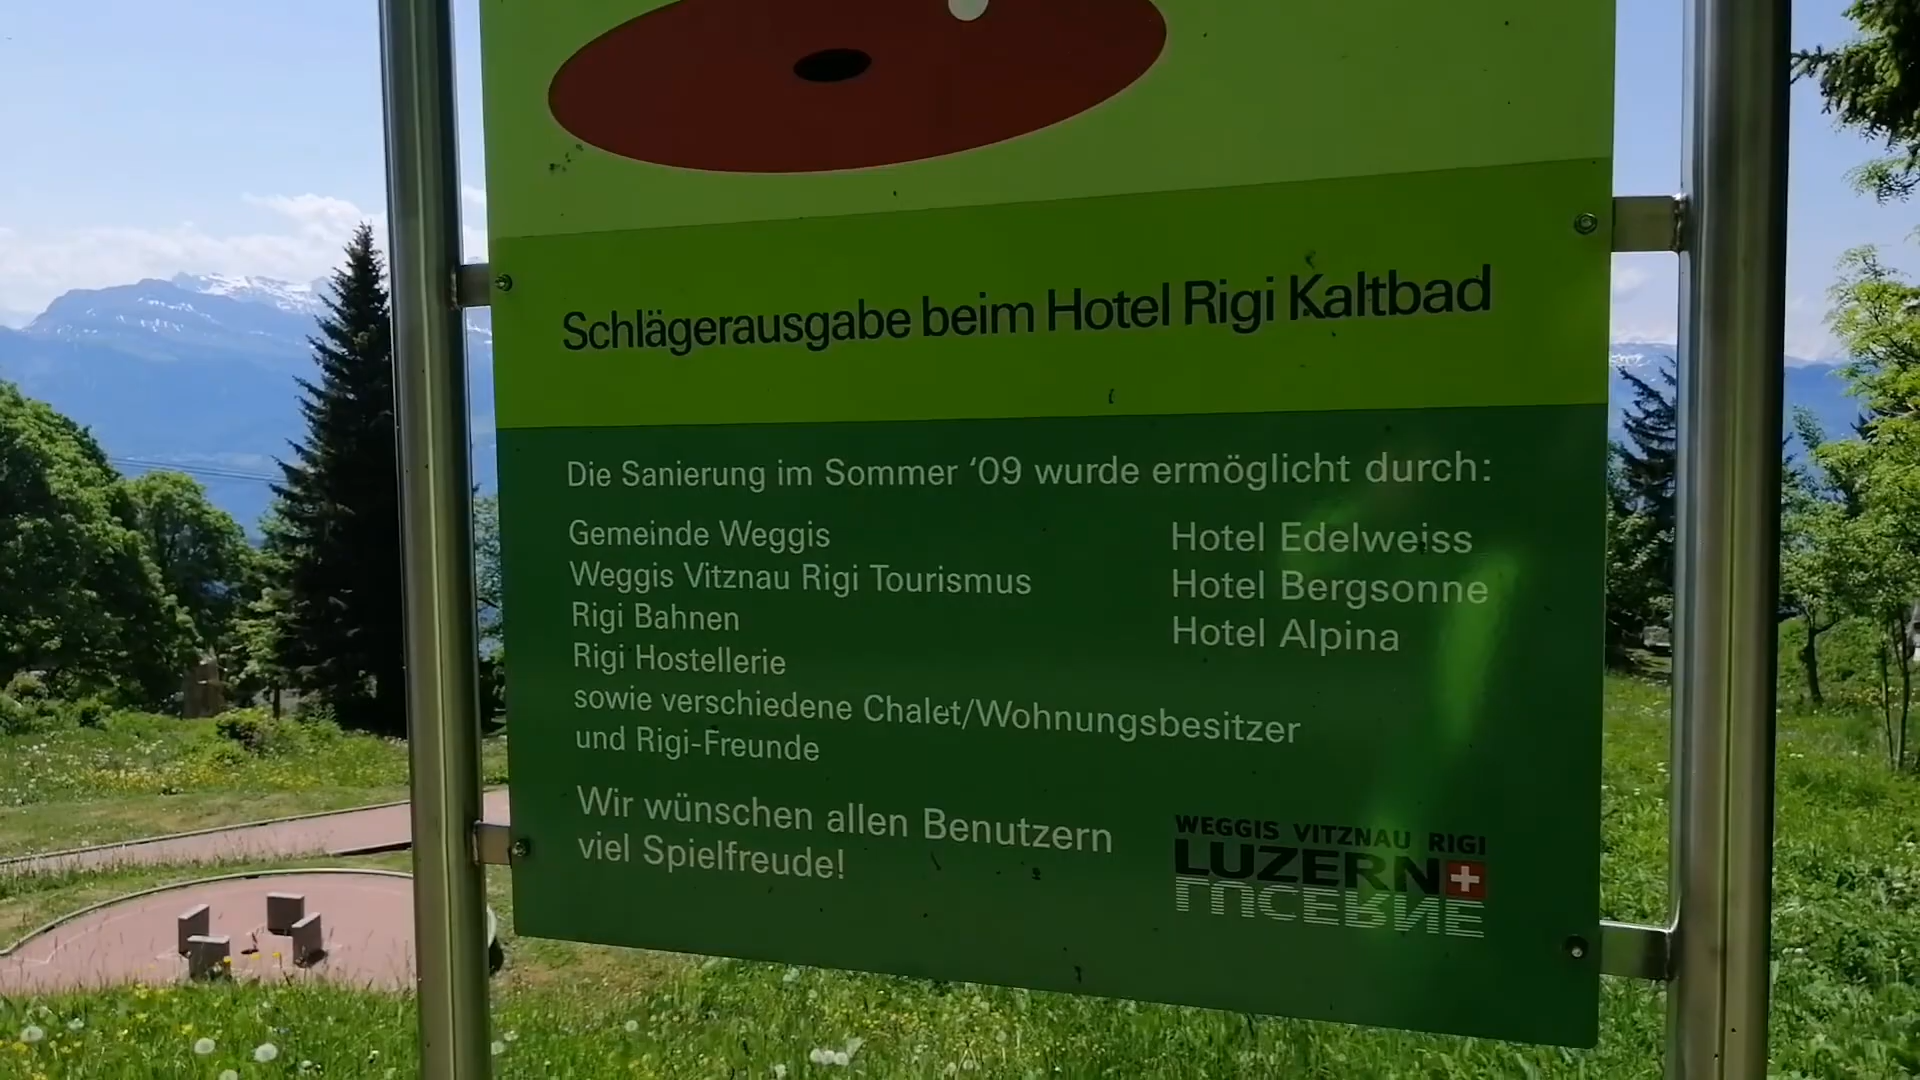 Schlägerausgabe beim Hotel Rigi Kaltbad
Die Sanierung im Sommer ‘09 wurde ermöglicht durch:
Gemeinde Weggis
Weggis Vitznau Rigi Tourismus
Rigi Bahnen
Rigi Hostellerie
sowie verschiedene Chalet/Wohnungsbesitzer
und Rigi-Freunde
Hotel Edelweiss
Hotel Bergsonne
Hotel Alpina
Wir wünschen allen Benutzern
viel Spielfreude!
WEGGIS VITZNAU RIGI
LUZERN
LUCERNE